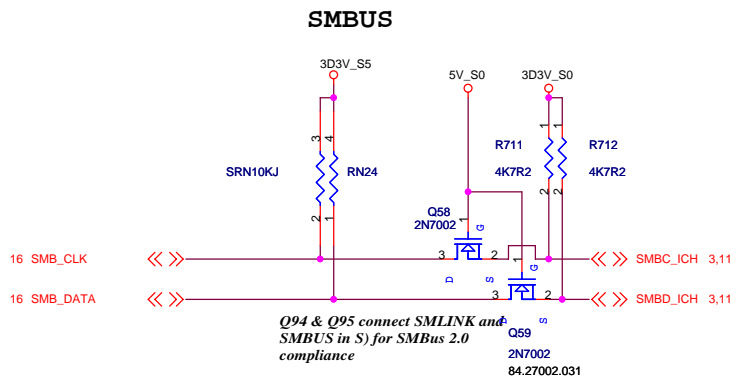 SMBUS
3D3V_S5
5V_S0
3D3V_S0
3
4
1
1
R711
R712
SRN10KJ
RN24
4K7R2
4K7R2
2
1
2
2
Q58
2N7002
1
G
16 SMB_CLK
3
2
SMBC_ICH 3,11
D
S
1
G
16 SMB_DATA
3
2
SMBD_ICH 3,11
D
S
Q94 & Q95 connect SMLINK and
SMBUS in S) for SMBus 2.0
compliance
Q59
2N7002
84.27002.031